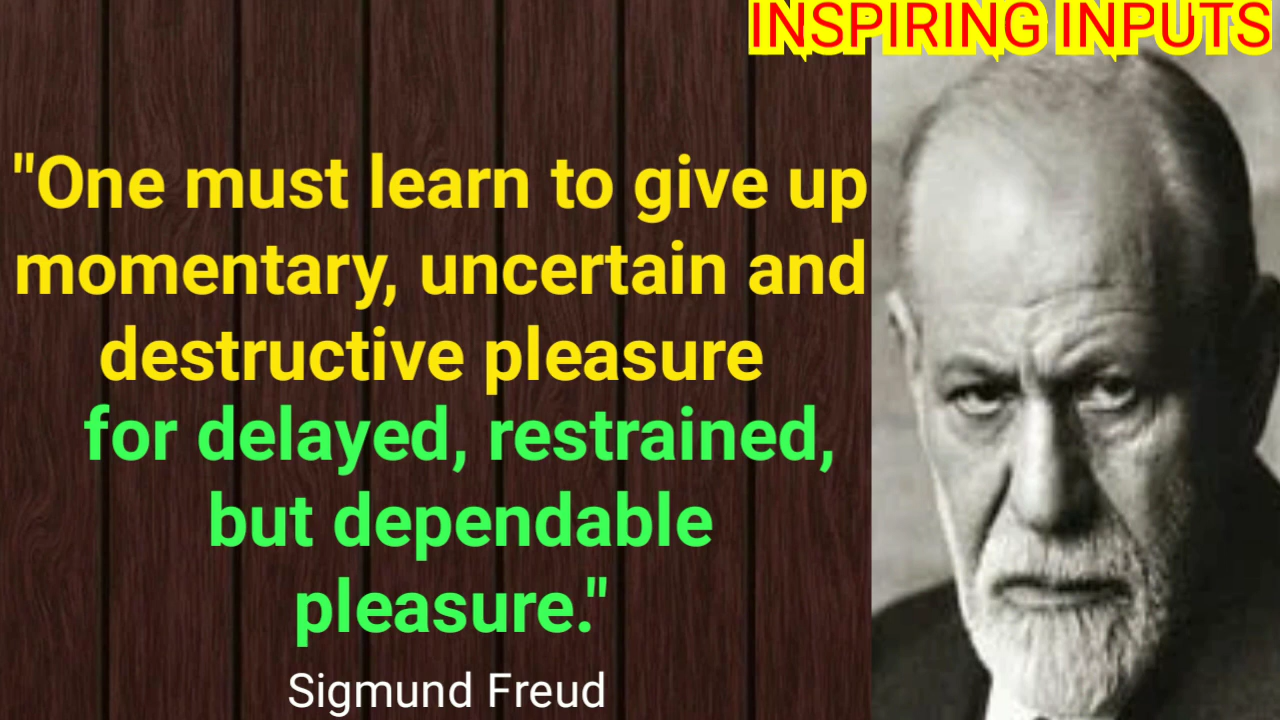 INSPIRING INPUTS
"One must learn to give up
momentary, uncertain and
destructive pleasure
for delayed, restrained,
but dependable
pleasure."
Sigmund Freud